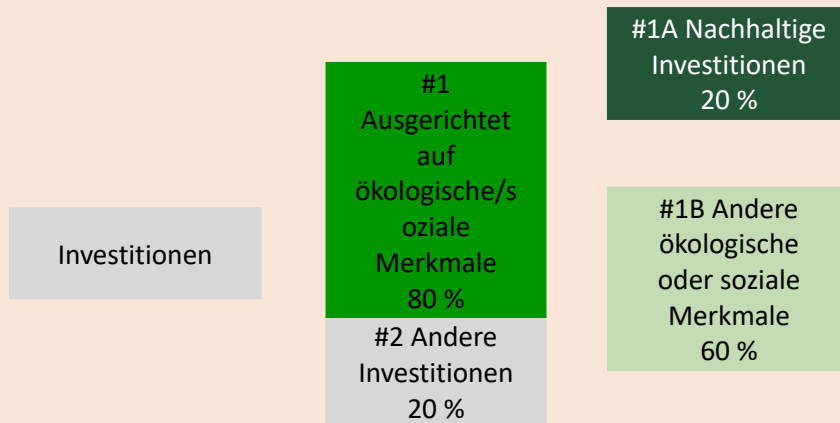 Investitionen
#1
Ausgerichtet
auf
ökologische/s
oziale
Merkmale
80 %
#2 Andere
Investitionen
20 %
#1A Nachhaltige
Investitionen
20 %
#1B Andere
ökologische
oder soziale
Merkmale
60 %